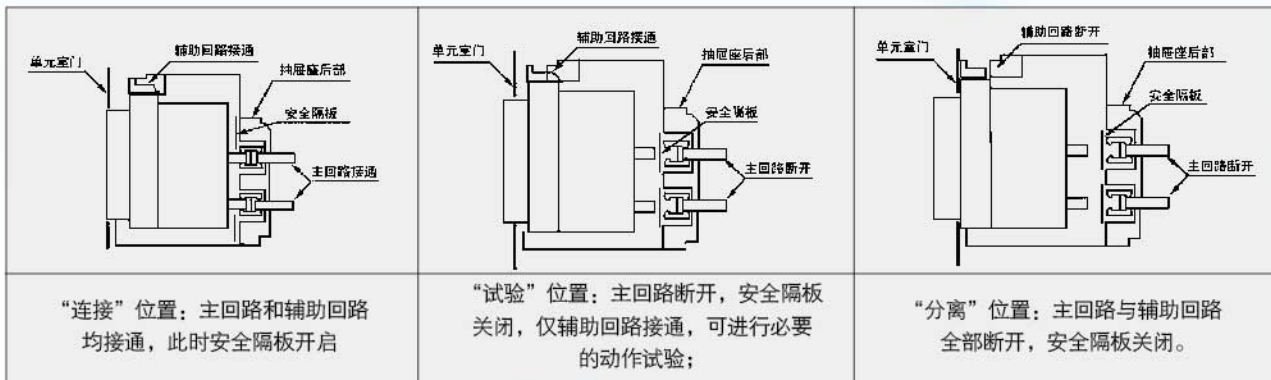 辅助回路接通
单元室门
抽屉座后部
安全隔板
主回路接通
“连接”位置：主回路和辅助回路
均接通，此时安全隔板开启
辅助回路接通
单元室门
抽屉座后部
安全隔板
主回路断开
“试验”位置：主回路断开，安全隔板
关闭，仅辅助回路接通，可进行必要
的动作试验；
辅助回路断开
单元室门
抽屉座后部
安全隔板
主回路断开
“分离”位置：主回路与辅助回路
全部断开，安全隔板关闭。